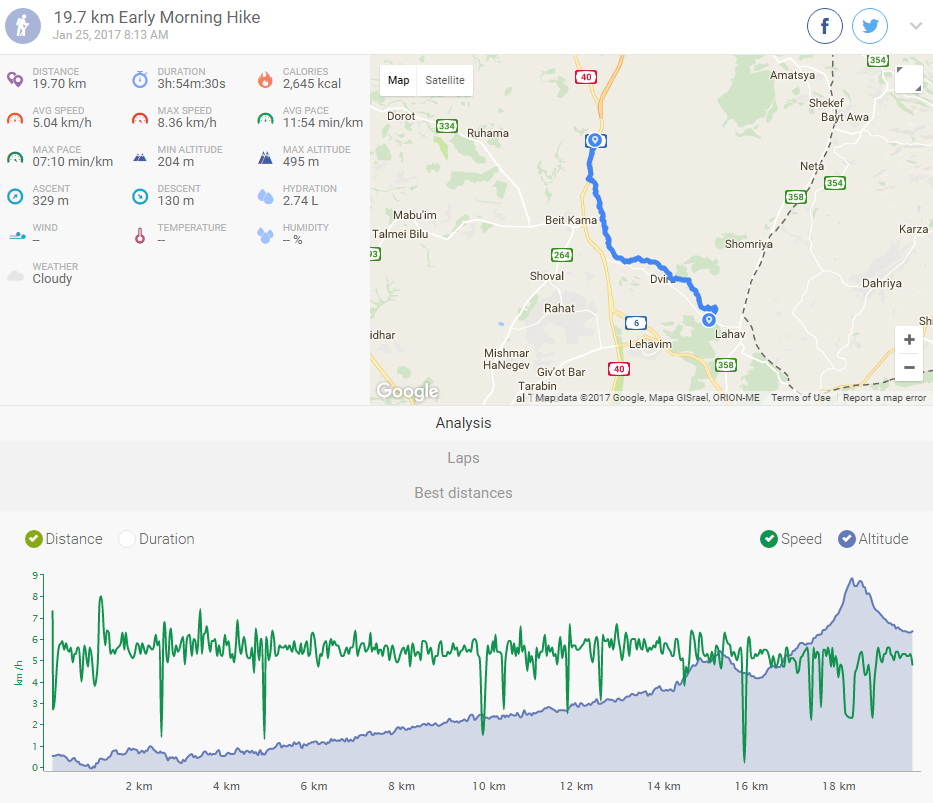 19.7 km Early Morning Hike
Jan 25, 2017 8:13 AM
DISTANCE
19.70 km
DURATION
3h:54m:30s
CALORIES
2,645 kcal
AVG SPEED
5.04 km/h
MAX SPEED
8.36 km/h
AVG PACE
11:54 min/km
MAX PACE
07:10 min/km
MIN ALTITUDE
204 m
MAX ALTITUDE
495 m
ASCENT
329 m
DESCENT
130 m
HYDRATION
2.74 L
WIND
--
TEMPERATURE
--
HUMIDITY
-- %
WEATHER
Cloudy
Map Satellite
40
354
Amatsya
Shekef
Bayt Awa
Dorot
334
Ruhama
Neta
354
358
Mabu'im
Talmei Bilu
Beit Kama
Karza
93
264
Shomriya
Shoval
Dvira
Dahriya
Rahat
idhar
6
Lehavim
Lahav
Shi
Mishmar
HaNegev
40
Giv'ot Bar
358
Tarabin
al
+
−
Google
Map data ©2017 Google, Mapa GISrael, ORION-ME Terms of Use Report a map error
Analysis
Laps
Best distances
Distance Duration
Speed Altitude
9
8
7
6
5
4
3
2
1
0
km /h
2 km 4 km 6 km 8 km 10 km 12 km 14 km 16 km 18 km